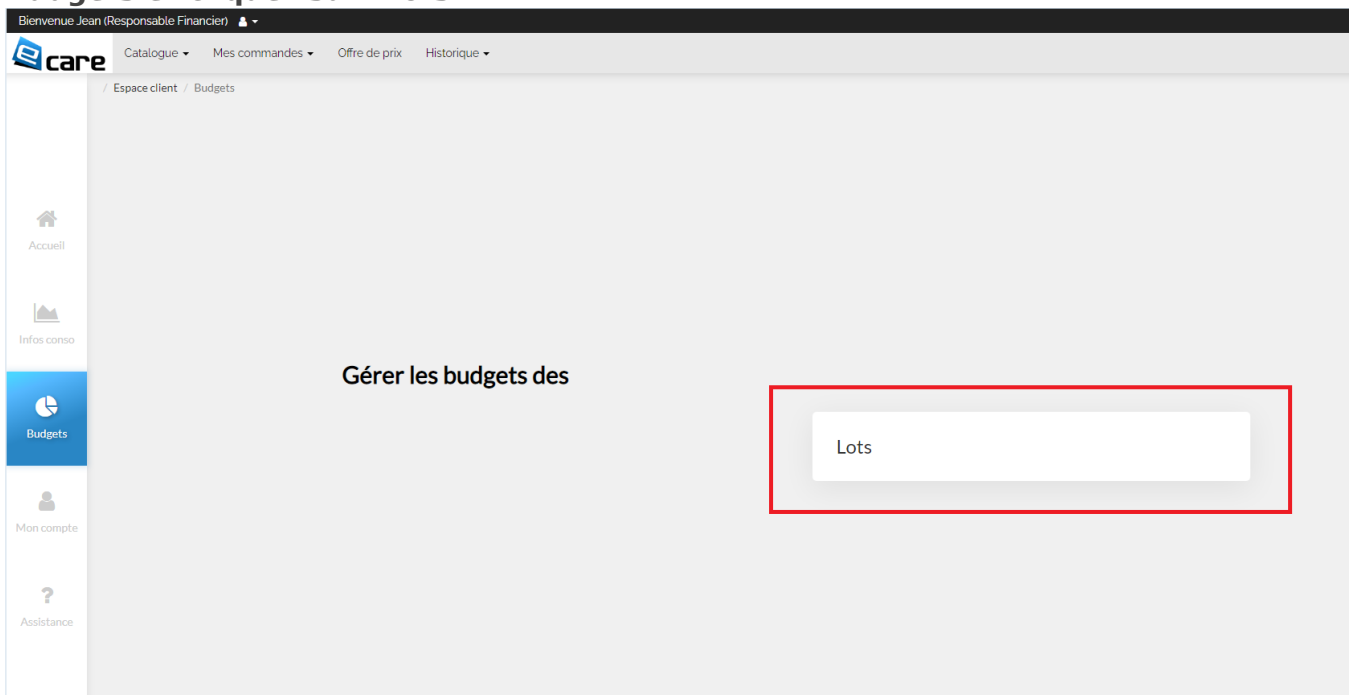 Bienvenue Jean (Responsable Financier)
care
Catalogue
Mes commandes
Offre de prix
Historique
/ Espace client / Budgets
Accueil
Infos conso
Gérer les budgets des
Budgets
Lots
Mon compte
?
Assistance